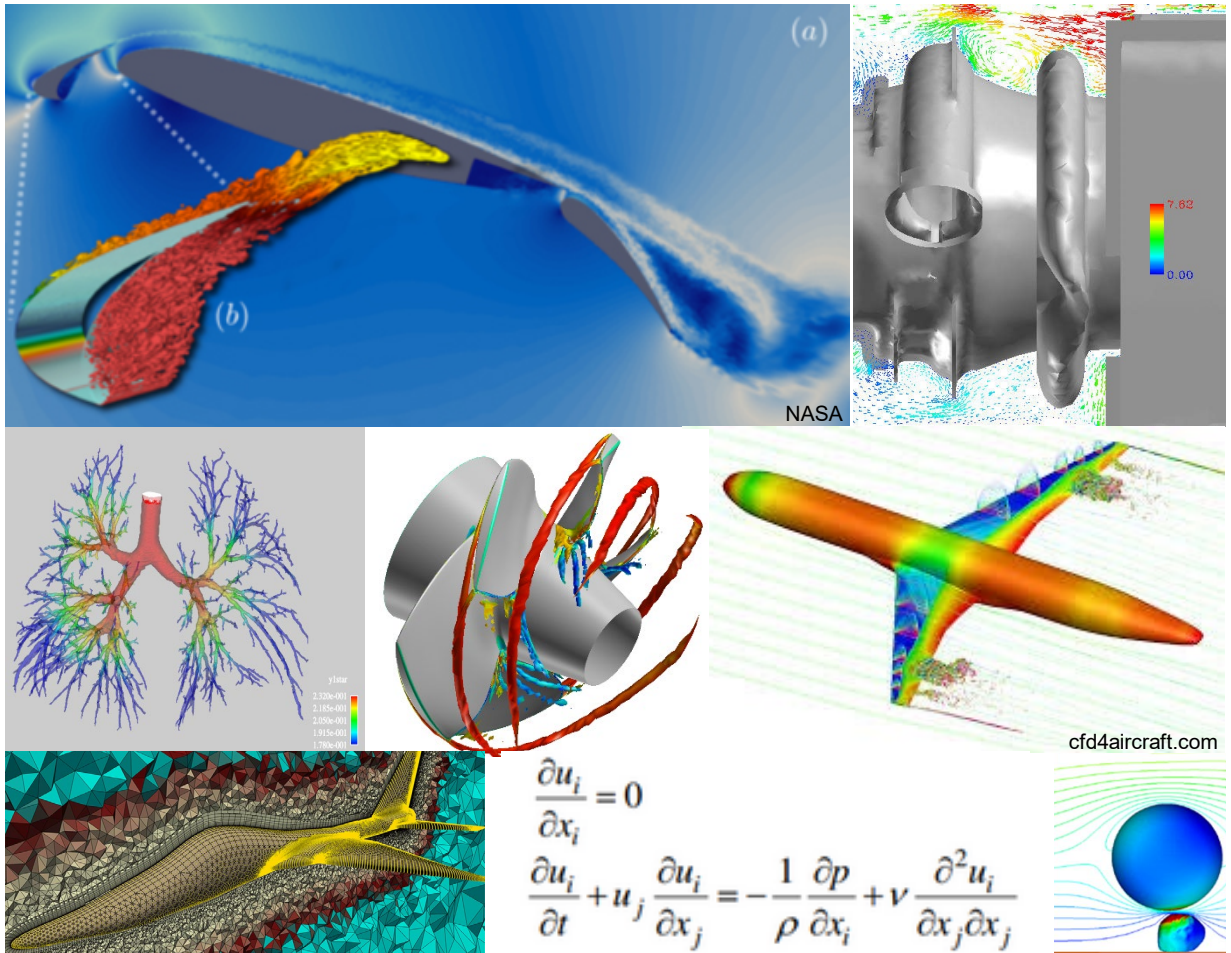 (a)
(b)
NASA
7.62
0.00
y1star
2.320e-001
2.185e-001
2.050e-001
1.915e-001
1.780e-001
cfd4aircraft.com
∂u_i/∂x_i = 0
∂u_i/∂t + u_j ∂u_i/∂x_j = −1/ρ ∂p/∂x_i + ν ∂²u_i/∂x_j∂x_j